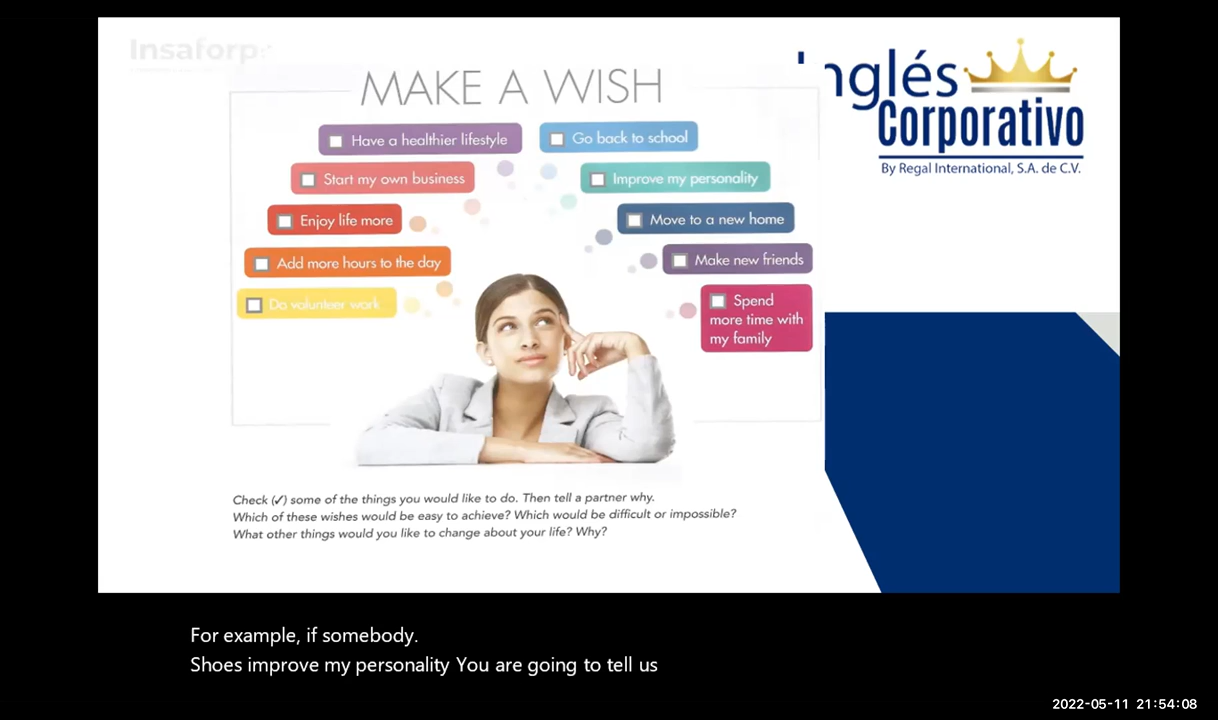 Insaforp
Inglés
Corporativo
By Regal International, S.A. de C.V.
MAKE A WISH
Have a healthier lifestyle
Go back to school
Start my own business
Improve my personality
Enjoy life more
Move to a new home
Add more hours to the day
Make new friends
Do volunteer work
Spend
more time with
my family
Check (✓) some of the things you would like to do. Then tell a partner why.
Which of these wishes would be easy to achieve? Which would be difficult or impossible?
What other things would you like to change about your life? Why?
For example, if somebody.
Shoes improve my personality You are going to tell us
2022-05-11 21:54:08